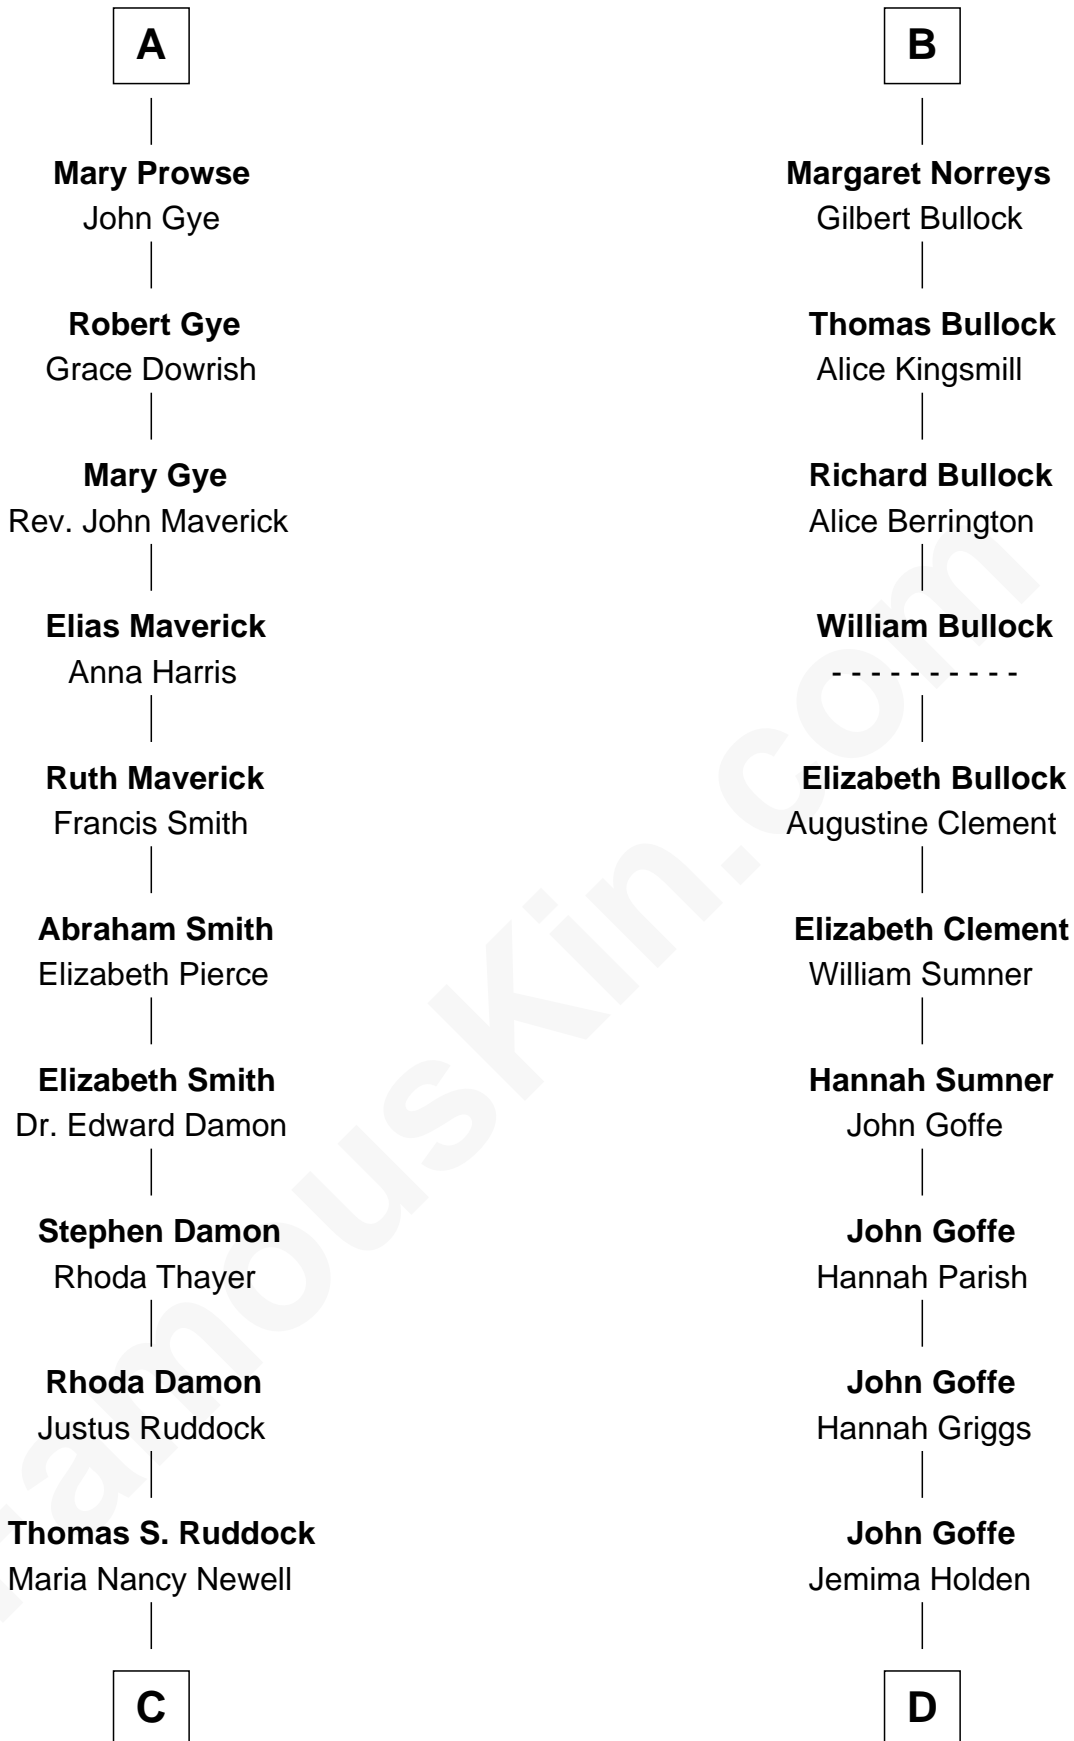 A
Mary Prowse
John Gye
Robert Gye
Grace Dowrish
Mary Gye
Rev. John Maverick
Elias Maverick
Anna Harris
Ruth Maverick
Francis Smith
Abraham Smith
Elizabeth Pierce
Elizabeth Smith
Dr. Edward Damon
Stephen Damon
Rhoda Thayer
Rhoda Damon
Justus Ruddock
Thomas S. Ruddock
Maria Nancy Newell
C
B
Margaret Norreys
Gilbert Bullock
Thomas Bullock
Alice Kingsmill
Richard Bullock
Alice Berrington
William Bullock
- - - - - - - - - -
Elizabeth Bullock
Augustine Clement
Elizabeth Clement
William Sumner
Hannah Sumner
John Goffe
John Goffe
Hannah Parish
John Goffe
Hannah Griggs
John Goffe
Jemima Holden
D
FamousKin.com